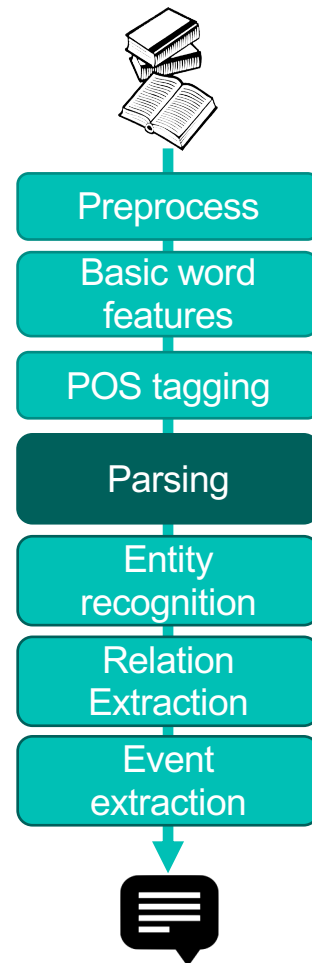 Preprocess
Basic word
features
POS tagging
Parsing
Entity
recognition
Relation
Extraction
Event
extraction